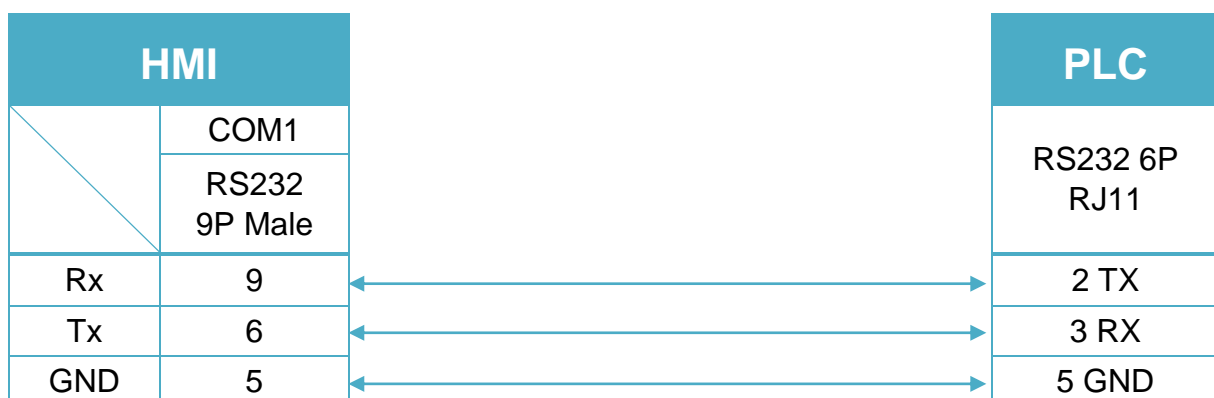 HMI
PLC
COM1
RS232
9P Male
RS232 6P
RJ11
Rx 9 2 TX
Tx 6 3 RX
GND 5 5 GND